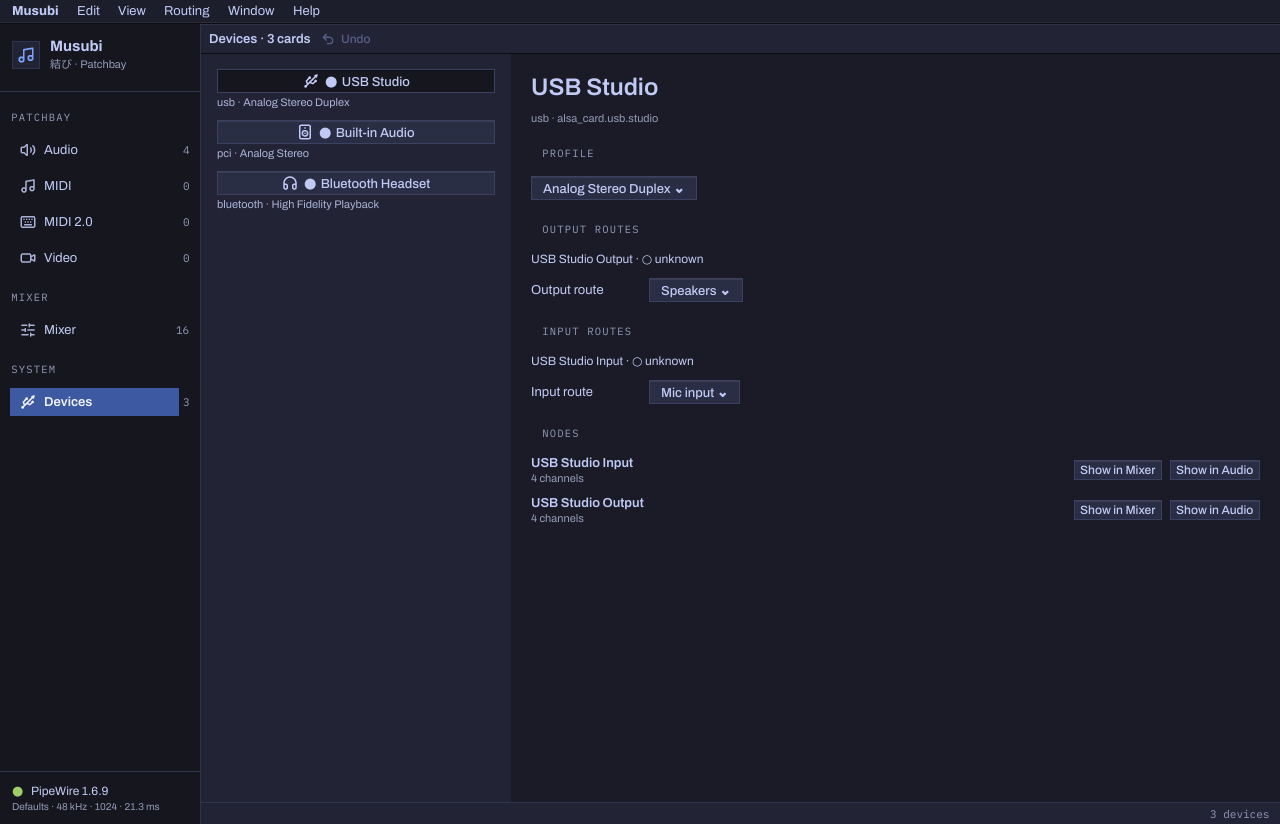 Musubi Edit View Routing Window Help
Musubi
結び · Patchbay
PATCHBAY
Audio 4
MIDI 0
MIDI 2.0 0
Video 0
MIXER
Mixer 16
SYSTEM
Devices 3
PipeWire 1.6.9
Defaults · 48 kHz · 1024 · 21.3 ms
Devices · 3 cards Undo
USB Studio
usb · Analog Stereo Duplex
Built-in Audio
pci · Analog Stereo
Bluetooth Headset
bluetooth · High Fidelity Playback
USB Studio
usb · alsa_card.usb.studio
PROFILE
Analog Stereo Duplex
OUTPUT ROUTES
USB Studio Output · ○ unknown
Output route Speakers
INPUT ROUTES
USB Studio Input · ○ unknown
Input route Mic input
NODES
USB Studio Input
4 channels
Show in Mixer Show in Audio
USB Studio Output
4 channels
Show in Mixer Show in Audio
3 devices